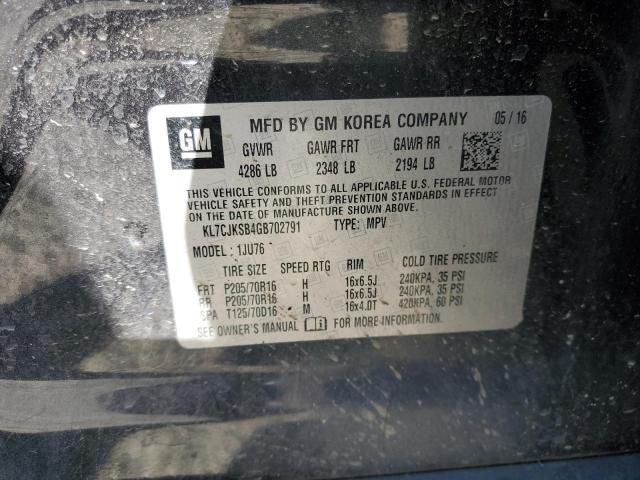 GM
MFD BY GM KOREA COMPANY 05 / 16
GVWR GAWR FRT GAWR RR
4286 LB 2348 LB 2194 LB
THIS VEHICLE CONFORMS TO ALL APPLICABLE U.S. FEDERAL MOTOR
VEHICLE SAFETY AND THEFT PREVENTION STANDARDS IN EFFECT
ON THE DATE OF MANUFACTURE SHOWN ABOVE.
KL7CJKSB4GB702791 TYPE: MPV
MODEL: 1JU76
TIRE SIZE SPEED RTG RIM COLD TIRE PRESSURE
FRT P205/70R16 H 16x6.5J 240KPA, 35 PSI
RR P205/70R16 H 16x6.5J 240KPA, 35 PSI
SPA T125/70D16 M 16x4.0T 420KPA, 60 PSI
SEE OWNER'S MANUAL FOR MORE INFORMATION.